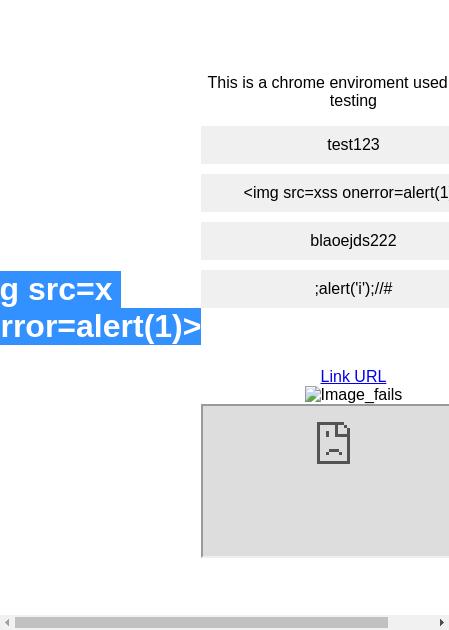 This is a chrome enviroment used
testing
test123
<img src=xss onerror=alert(1
blaoejds222
;alert('i');//#
g src=x
rror=alert(1)>
Link URL
Image_fails